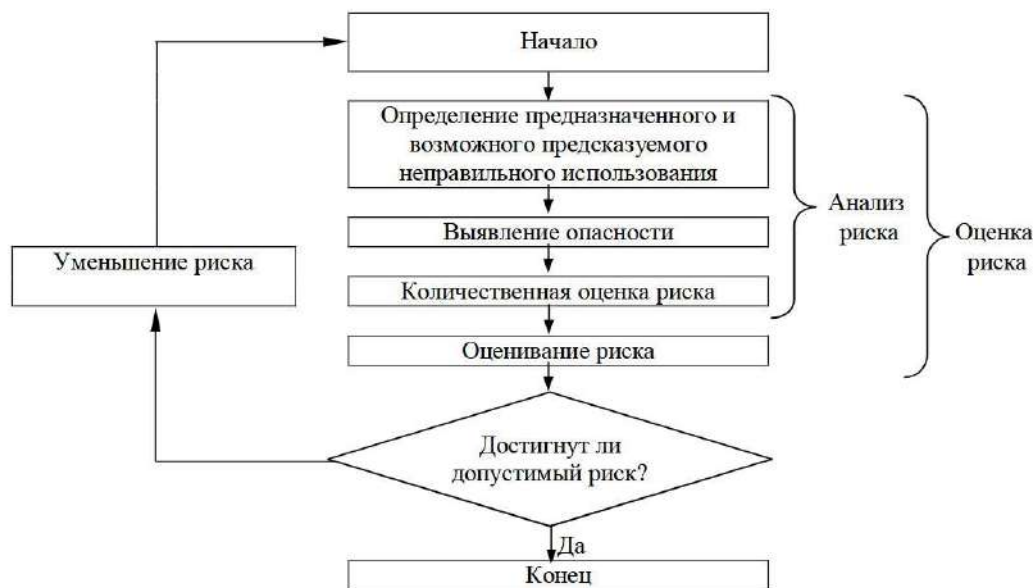 Начало
Определение предназначенного и
возможного предсказуемого
неправильного использования
Выявление опасности
Количественная оценка риска
Оценивание риска
Достигнут ли
допустимый риск?
Да
Конец
Уменьшение риска
Анализ
риска
Оценка
риска